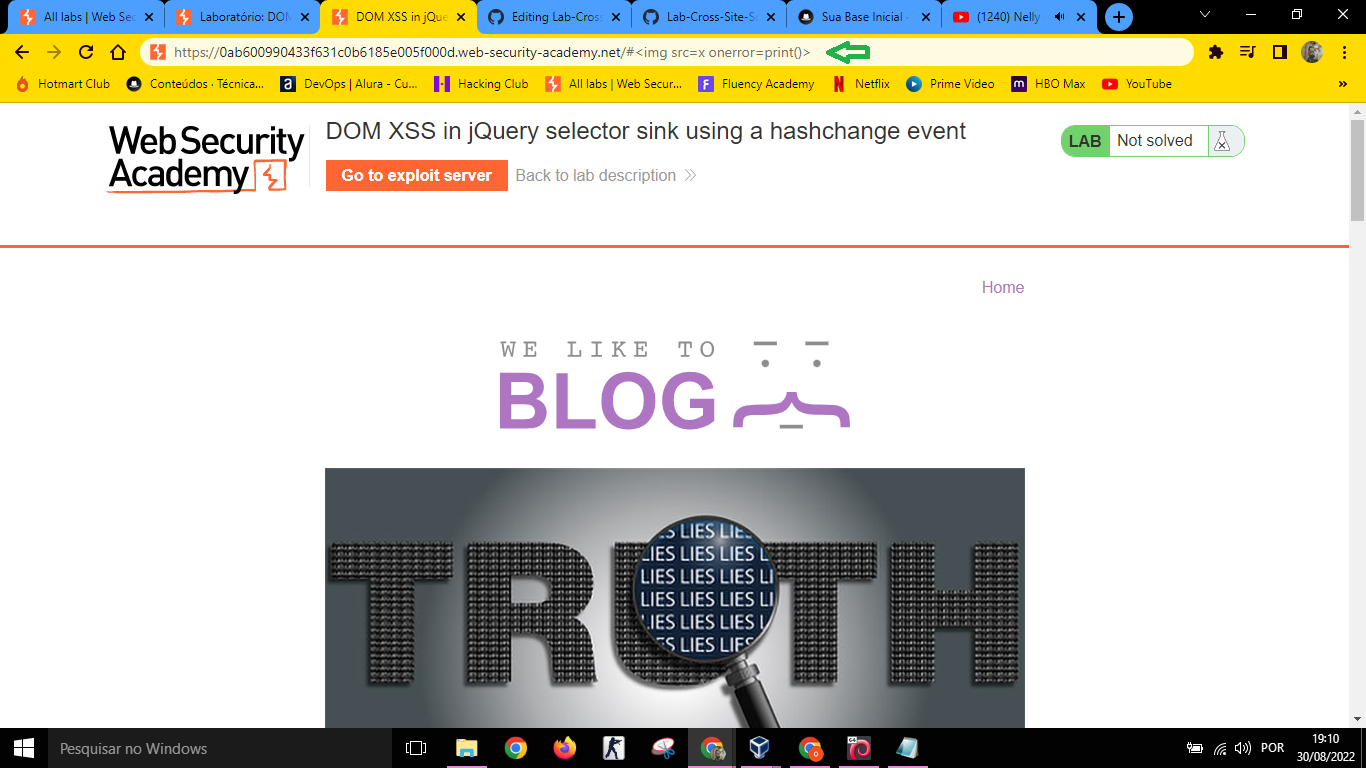 All labs | Web Sec
Laboratório: DOM
DOM XSS in jQue
Editing Lab-Cross
Lab-Cross-Site-Sc
Sua Base Inicial -
(1240) Nelly
https://0ab600990433f631c0b6185e005f000d.web-security-academy.net/#<img src=x onerror=print()>
Hotmart Club
Conteúdos · Técnica...
DevOps | Alura - Cu...
Hacking Club
All labs | Web Secur...
Fluency Academy
Netflix
Prime Video
HBO Max
YouTube
»
Web Security
Academy
DOM XSS in jQuery selector sink using a hashchange event
LAB Not solved
Go to exploit server
Back to lab description
Home
WE LIKE TO
BLOG
TRUTH
LIES LIES LIES
LIES LIES LIES LIES
LIES LIES LIES LIES
LIES LIES LIES LI
LIES LIES LIES
LIES LIES
Pesquisar no Windows
POR
19:10
30/08/2022